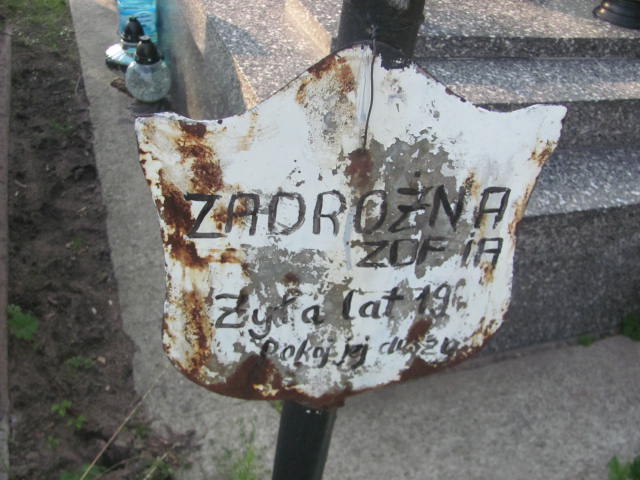 ZADROŻNA
ZOFIA
Żyła lat 19
Pokój jej duszy